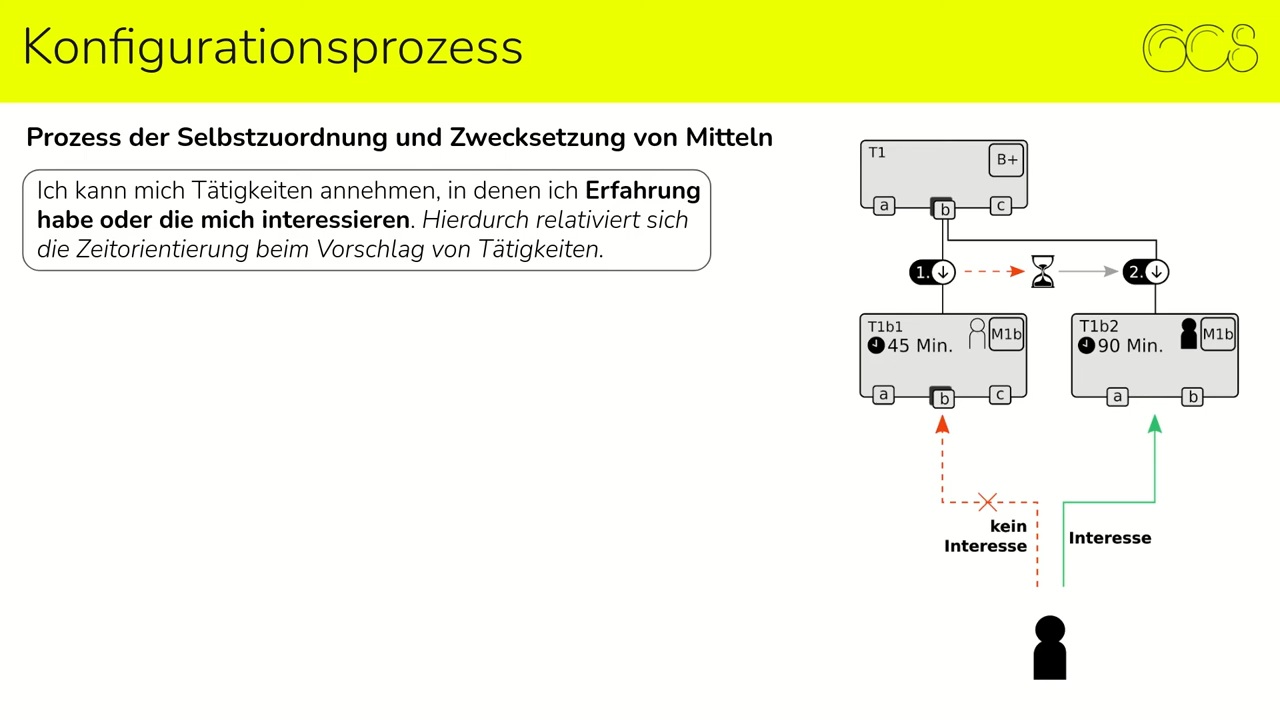 Konfigurationsprozess
GCS
Prozess der Selbstzuordnung und Zwecksetzung von Mitteln
Ich kann mich Tätigkeiten annehmen, in denen ich Erfahrung
habe oder die mich interessieren. Hierdurch relativiert sich
die Zeitorientierung beim Vorschlag von Tätigkeiten.
T1
B+
a
b
c
1.
2.
T1b1
M1b
45 Min.
a
b
c
T1b2
M1b
90 Min.
a
b
kein
Interesse
Interesse